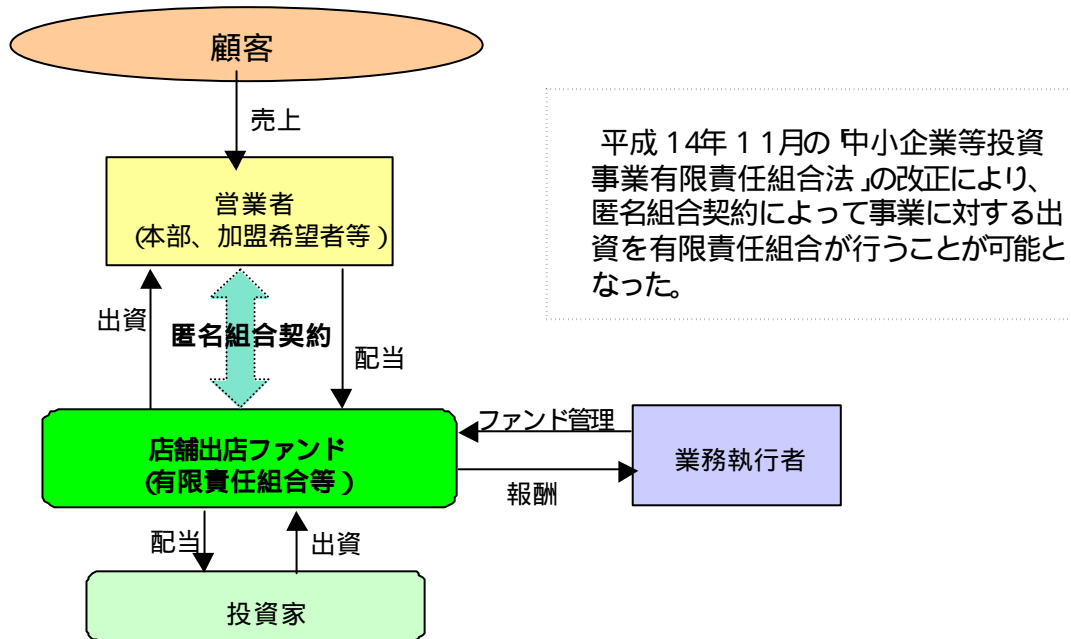 顧客
売上
平成14年11月の「中小企業等投資
事業有限責任組合法」の改正により、
匿名組合契約によって事業に対する出
資を有限責任組合が行うことが可能と
なった。
営業者
(本部、加盟希望者等)
出資
匿名組合契約
配当
店舗出店ファンド
(有限責任組合等)
ファンド管理
報酬
業務執行者
配当
出資
投資家